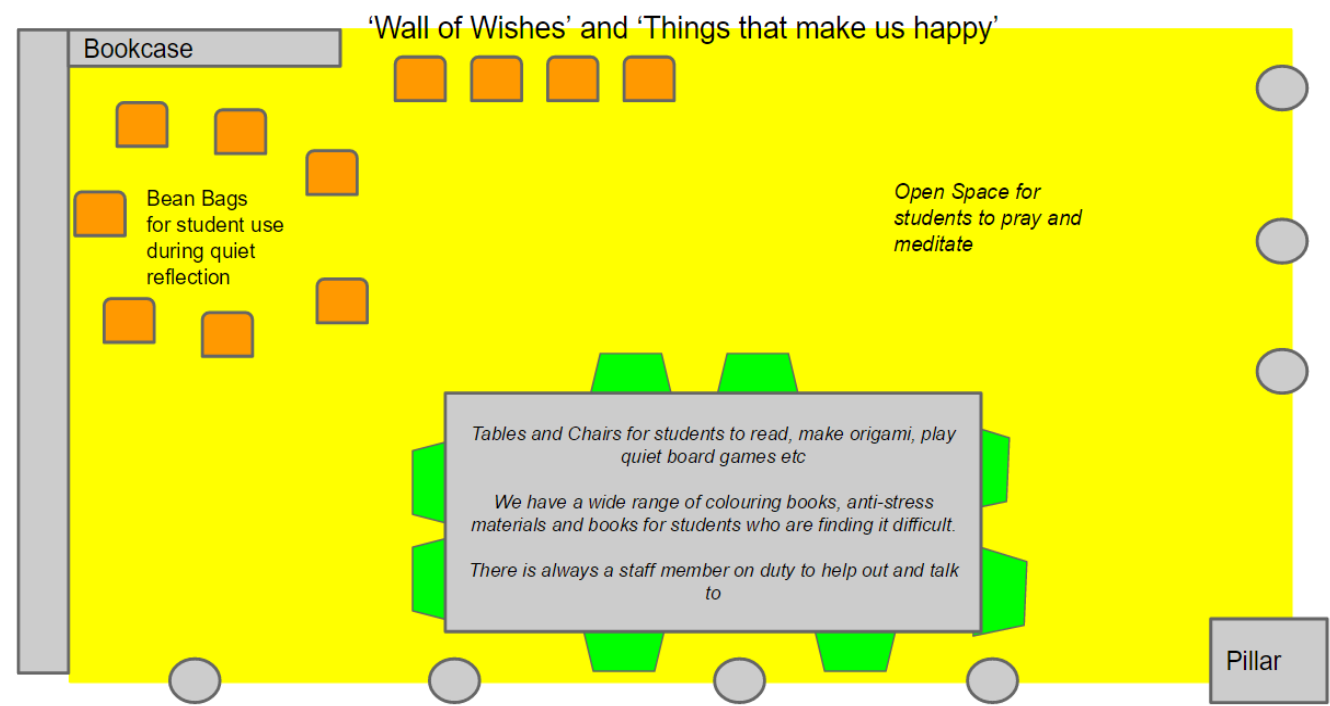 ‘Wall of Wishes’ and ‘Things that make us happy’
Bookcase
Bean Bags
for student use
during quiet
reflection
Open Space for
students to pray and
meditate
Tables and Chairs for students to read, make origami, play
quiet board games etc
We have a wide range of colouring books, anti-stress
materials and books for students who are finding it difficult.
There is always a staff member on duty to help out and talk
to
Pillar